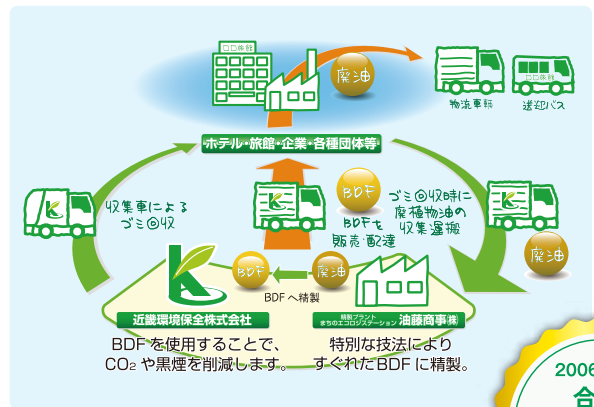 ロロ旅館
廃油
物流車輌
ロロ旅館
送迎バス
ホテル・旅館・企業・各種団体等
収集車による
ゴミ回収
BDF
BDFを
販売・配達
ゴミ回収時に
廃植物油の
収集運搬
廃油
BDF
廃油
BDFへ精製
近畿環境保全株式会社
精製プラント
まちのエコロジステーション
油藤商事㈱
BDFを使用することで、
CO2や黒煙を削減します。
特別な技法により
すぐれたBDFに精製。
2006
合